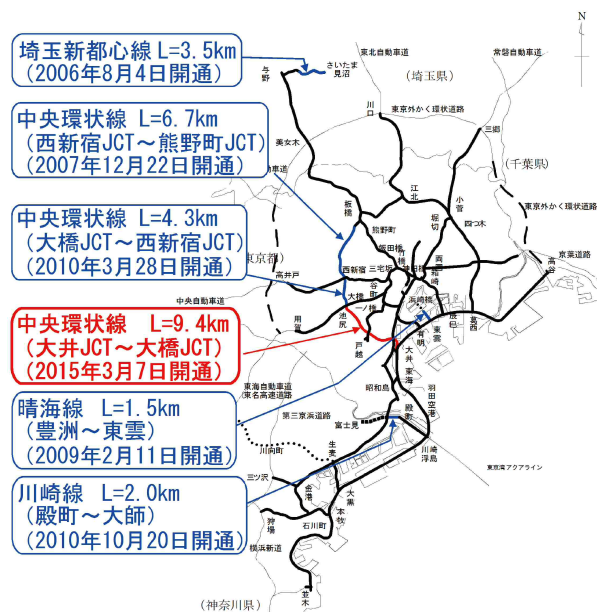 埼玉新都心線 L=3.5km
(2006年8月4日開通)
中央環状線 L=6.7km
(西新宿JCT～熊野町JCT)
(2007年12月22日開通)
中央環状線 L=4.3km
(大橋JCT～西新宿JCT)
(2010年3月28日開通)
中央環状線 L=9.4km
(大井JCT～大橋JCT)
(2015年3月7日開通)
晴海線 L=1.5km
(豊洲～東雲)
(2009年2月11日開通)
川崎線 L=2.0km
(殿町～大師)
(2010年10月20日開通)
N
東北自動車道
常磐自動車道
与野
さいたま見沼
(埼玉県)
川口
東京外かく環状道路
三郷
美女木
(千葉県)
動車道
江北
小菅
板橋
堀切
四つ木
東京外かく環状道路
熊野町
飯田橋
竹橋
両国
京葉道路
東京都)
西新宿
三宅坂
箱崎
高谷
高井戸
谷町
大橋
浜崎橋
中央自動車道
一ノ橋
辰巳
葛西
用賀
池尻
有明
東雲
戸越
大井
東海
東海自動車道
東名高速道路
昭和島
羽田空港
第三京浜道路
殿町
富士見
生麦
川向町
川崎浮島
東京湾アクアライン
三ツ沢
金港
大黒
本牧
狩場
石川町
横浜新道
並木
(神奈川県)